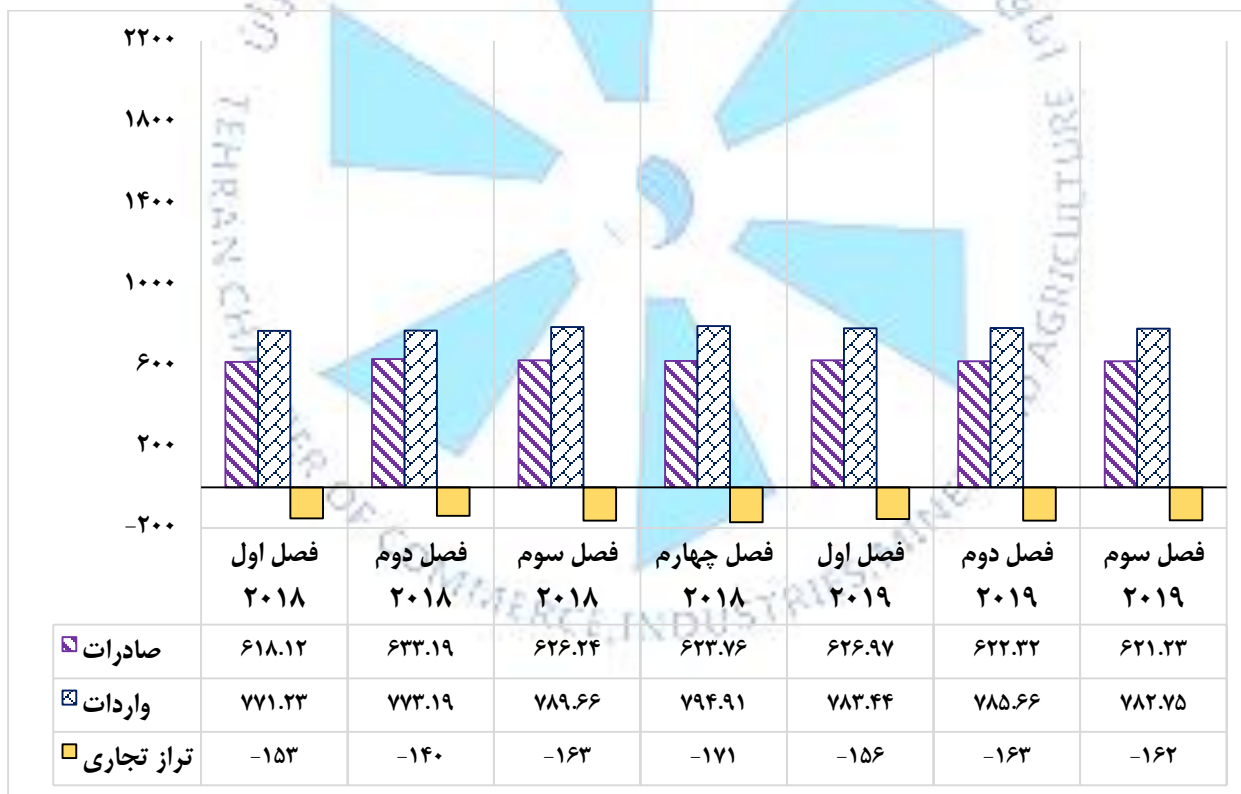 ۲۲۰۰
۱۸۰۰
۱۴۰۰
۱۰۰۰
۶۰۰
۲۰۰
-۲۰۰
TEHRAN CHAMBER OF COMMERCE, INDUSTRIES, MINES AND AGRICULTURE
فصل اول فصل دوم فصل سوم فصل چهارم فصل اول فصل دوم فصل سوم
۲۰۱۸ ۲۰۱۸ ۲۰۱۸ ۲۰۱۸ ۲۰۱۹ ۲۰۱۹ ۲۰۱۹
صادرات ۶۱۸.۱۲ ۶۳۳.۱۹ ۶۲۶.۲۴ ۶۲۳.۷۶ ۶۲۶.۹۷ ۶۲۲.۳۲ ۶۲۱.۲۳
واردات ۷۷۱.۲۳ ۷۷۳.۱۹ ۷۸۹.۶۶ ۷۹۴.۹۱ ۷۸۳.۴۴ ۷۸۵.۶۶ ۷۸۲.۷۵
تراز تجاری -۱۵۳ -۱۴۰ -۱۶۳ -۱۷۱ -۱۵۶ -۱۶۳ -۱۶۲